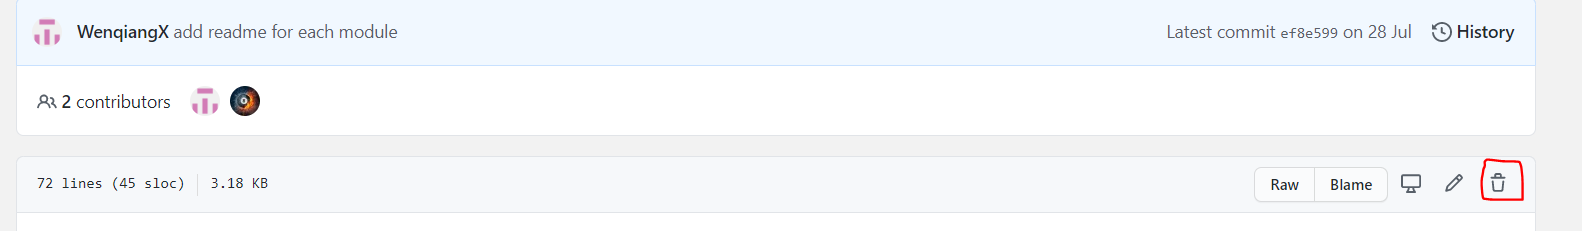 WenqiangX add readme for each module Latest commit ef8e599 on 28 Jul History
2 contributors
72 lines (45 sloc) 3.18 KB Raw Blame